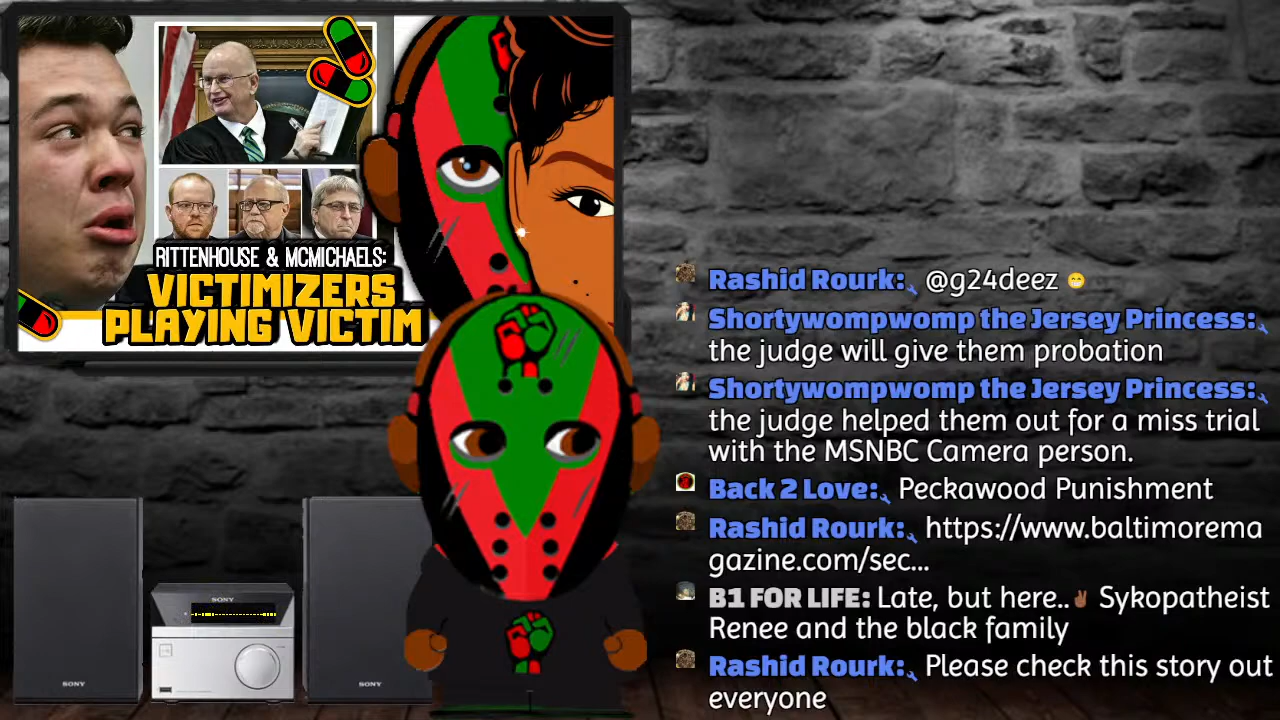 RITTENHOUSE & MCMICHAELS:
VICTIMIZERS
PLAYING VICTIM
Rashid Rourk: @g24deez 😁
Shortywompwomp the Jersey Princess:
the judge will give them probation
Shortywompwomp the Jersey Princess:
the judge helped them out for a miss trial
with the MSNBC Camera person.
Back 2 Love: Peckawood Punishment
Rashid Rourk: https://www.baltimorema
gazine.com/sec...
B1 FOR LIFE: Late, but here..✌🏾 Sykopatheist
Renee and the black family
Rashid Rourk: Please check this story out
everyone
SONY
SONY
SONY